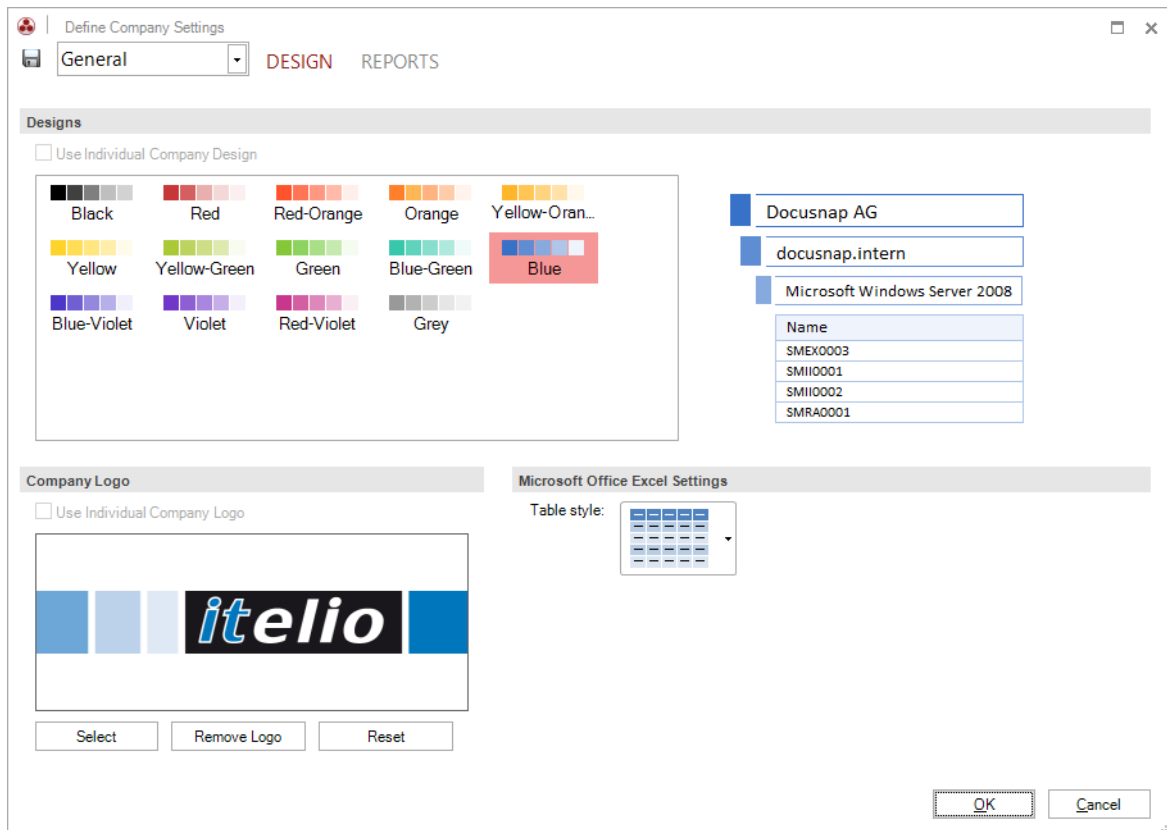 Define Company Settings
General
DESIGN REPORTS
Designs
Use Individual Company Design
Black Red Red-Orange Orange Yellow-Oran...
Yellow Yellow-Green Green Blue-Green Blue
Blue-Violet Violet Red-Violet Grey
Docusnap AG
docusnap.intern
Microsoft Windows Server 2008
Name
SMEX0003
SMII0001
SMII0002
SMRA0001
Company Logo
Use Individual Company Logo
itelio
Select Remove Logo Reset
Microsoft Office Excel Settings
Table style:
OK Cancel